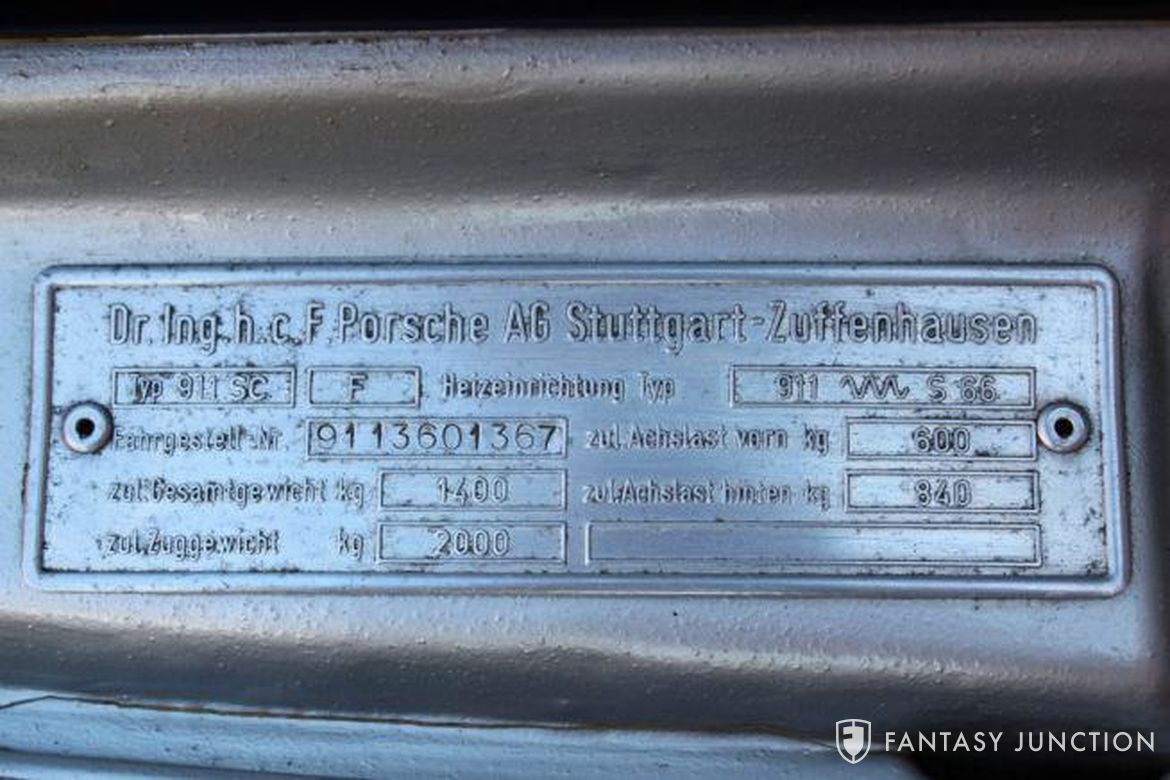 Dr. Ing. h. c. F. Porsche AG Stuttgart-Zuffenhausen
Typ 911 SC F Heizeinrichtung Typ 911 S 66
Fahrgestell-Nr. 9113601367 zul. Achslast vorn kg 600
zul. Gesamtgewicht kg 1400 zul. Achslast hinten kg 840
zul. Zuggewicht kg 2000
FANTASY JUNCTION